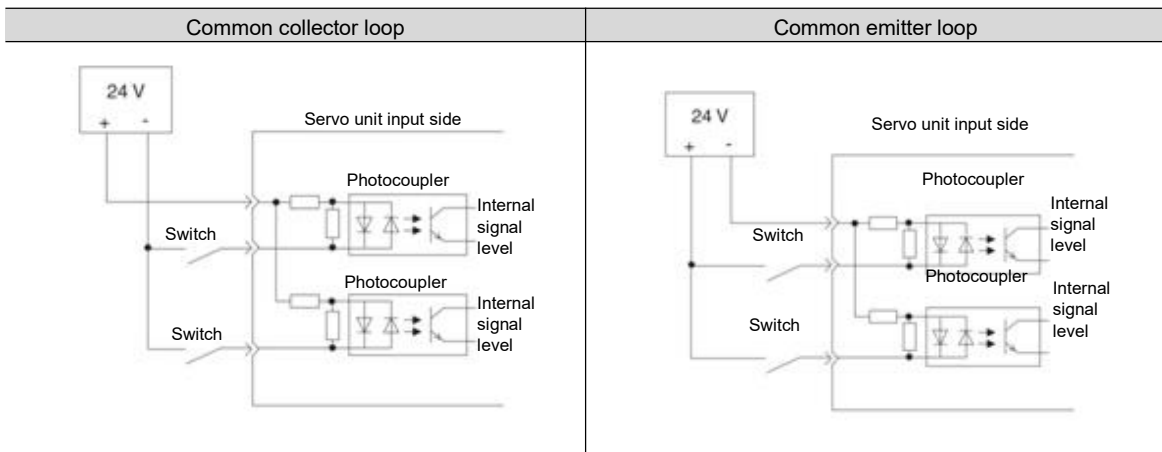 Common collector loop
Common emitter loop
24 V
+ -
Servo unit input side
Photocoupler
Internal
signal
level
Switch
Photocoupler
Internal
signal
level
Switch
24 V
+ -
Servo unit input side
Photocoupler
Internal
signal
level
Switch
Photocoupler
Internal
signal
level
Switch